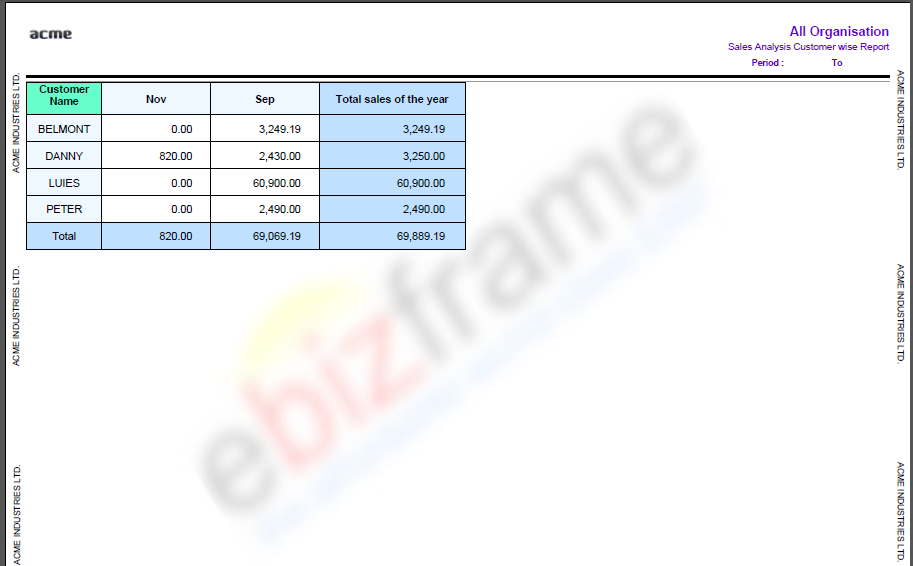 acme
All Organisation
Sales Analysis Customer wise Report
Period : To
Customer Name Nov Sep Total sales of the year
BELMONT 0.00 3,249.19 3,249.19
DANNY 820.00 2,430.00 3,250.00
LUIES 0.00 60,900.00 60,900.00
PETER 0.00 2,490.00 2,490.00
Total 820.00 69,069.19 69,889.19
ACME INDUSTRIES LTD.
ACME INDUSTRIES LTD.
ACME INDUSTRIES LTD.
ACME INDUSTRIES LTD.
ACME INDUSTRIES LTD.
ACME INDUSTRIES LTD.
ebizframe